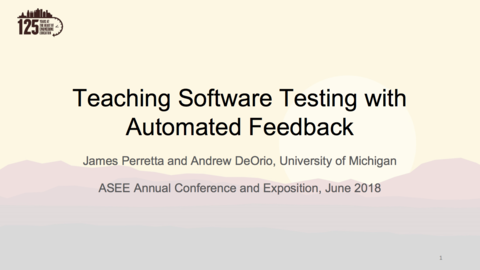 125
YEARS AT
THE HEART OF
ENGINEERING
EDUCATION
Teaching Software Testing with
Automated Feedback
James Perretta and Andrew DeOrio, University of Michigan
ASEE Annual Conference and Exposition, June 2018
1